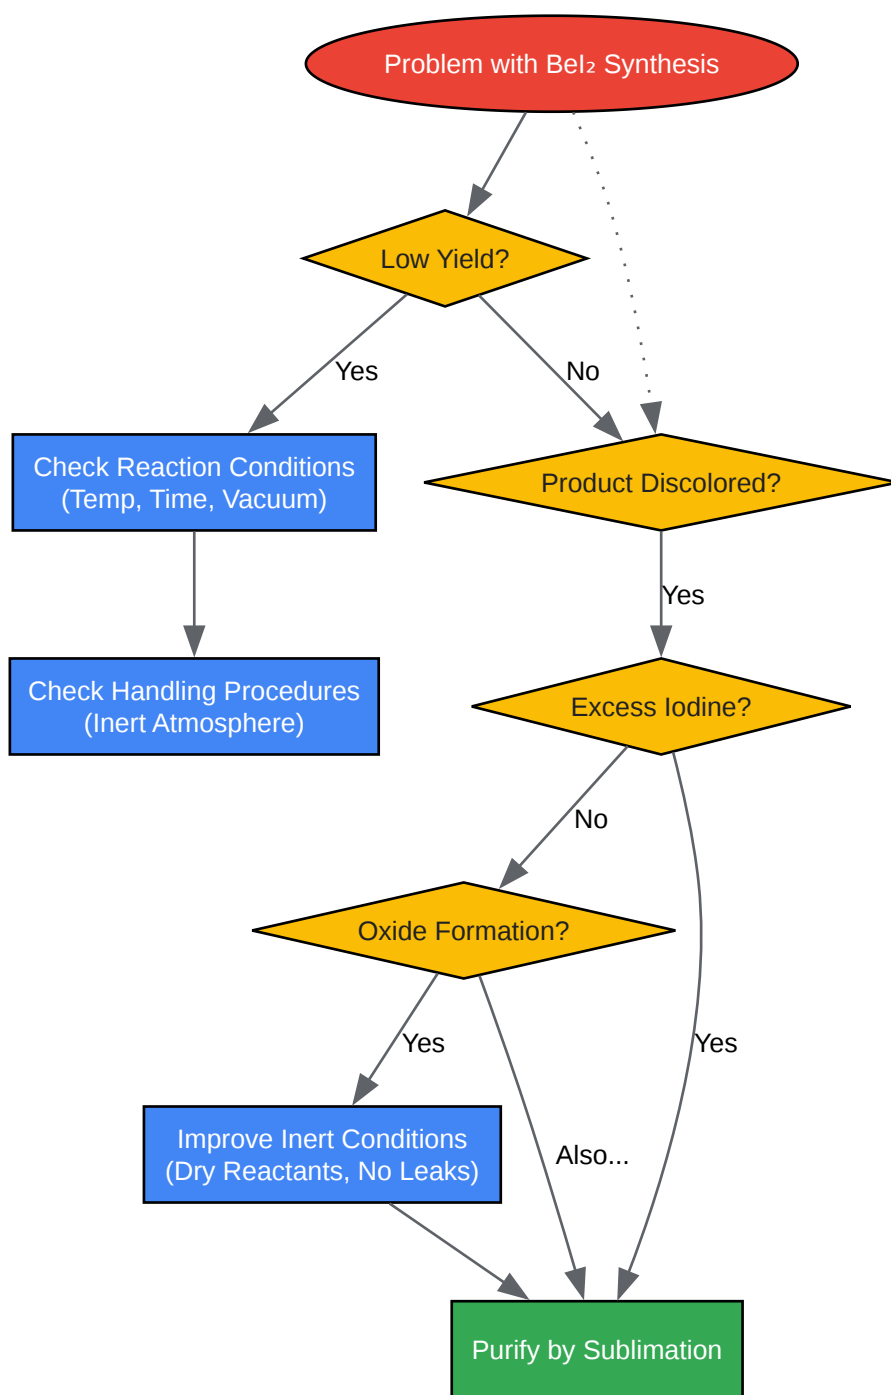 Problem with BeI₂ Synthesis
Low Yield?
Yes
No
Check Reaction Conditions
(Temp, Time, Vacuum)
Product Discolored?
Yes
Check Handling Procedures
(Inert Atmosphere)
Excess Iodine?
No
Oxide Formation?
Yes
Yes
Improve Inert Conditions
(Dry Reactants, No Leaks)
Also...
Purify by Sublimation